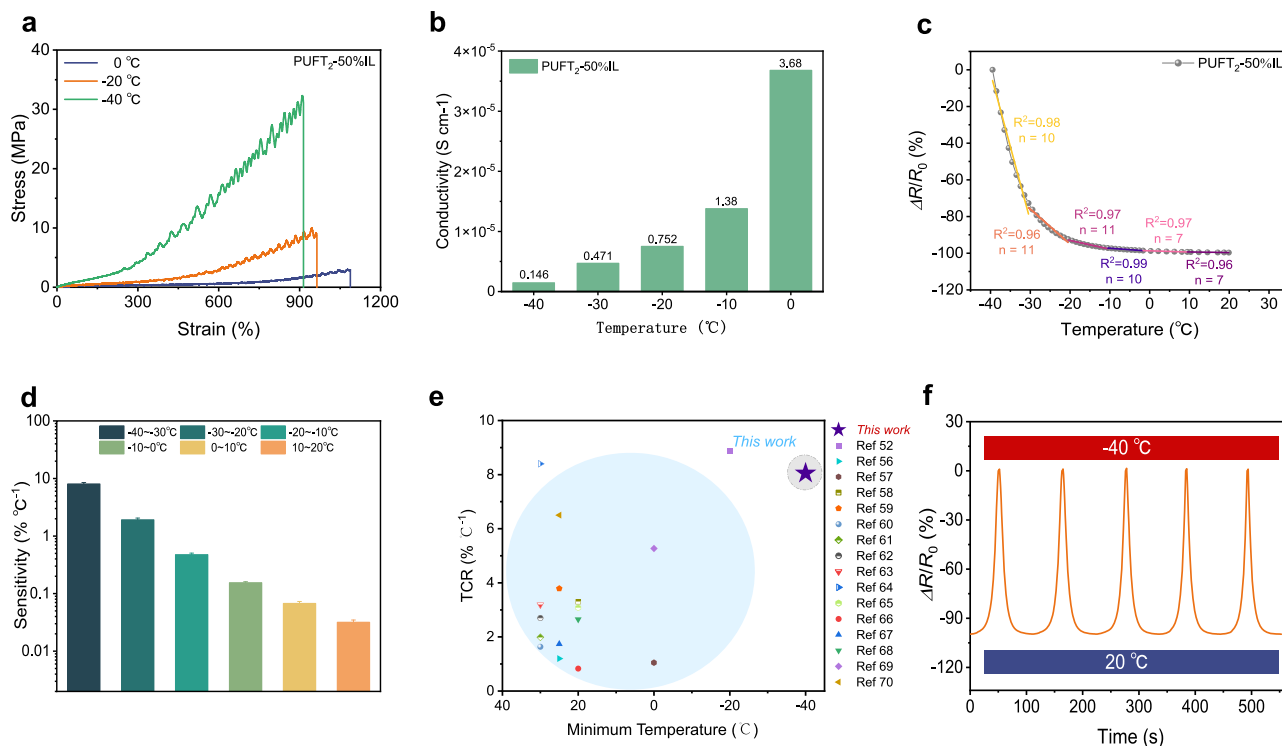 a
40
30
20
10
0
Stress (MPa)
0 ℃
-20 ℃
-40 ℃
PUFT₂-50%IL
0
300
600
900
1200
Strain (%)
b
4×10⁻⁵
3×10⁻⁵
2×10⁻⁵
1×10⁻⁵
0
Conductivity (S cm-1)
PUFT₂-50%IL
0.146
0.471
0.752
1.38
3.68
-40
-30
-20
-10
0
Temperature (℃)
c
0
-20
-40
-60
-80
-100
-120
ΔR/R₀ (%)
PUFT₂-50%IL
R²=0.98
n = 10
R²=0.96
n = 11
R²=0.97
n = 11
R²=0.99
n = 10
R²=0.97
n = 7
R²=0.96
n = 7
-40
-30
-20
-10
0
10
20
30
Temperature (℃)
d
100
10
1
0.1
0.01
Sensitivity (% ℃⁻¹)
-40~-30℃
-30~-20℃
-20~-10℃
-10~0℃
0~10℃
10~20℃
e
10
8
6
4
2
0
TCR (% ℃⁻¹)
This work
40
20
0
-20
-40
Minimum Temperature (℃)
This work
Ref 52
Ref 56
Ref 57
Ref 58
Ref 59
Ref 60
Ref 61
Ref 62
Ref 63
Ref 64
Ref 65
Ref 66
Ref 67
Ref 68
Ref 69
Ref 70
f
30
0
-30
-60
-90
-120
ΔR/R₀ (%)
-40 ℃
20 ℃
0
100
200
300
400
500
Time (s)